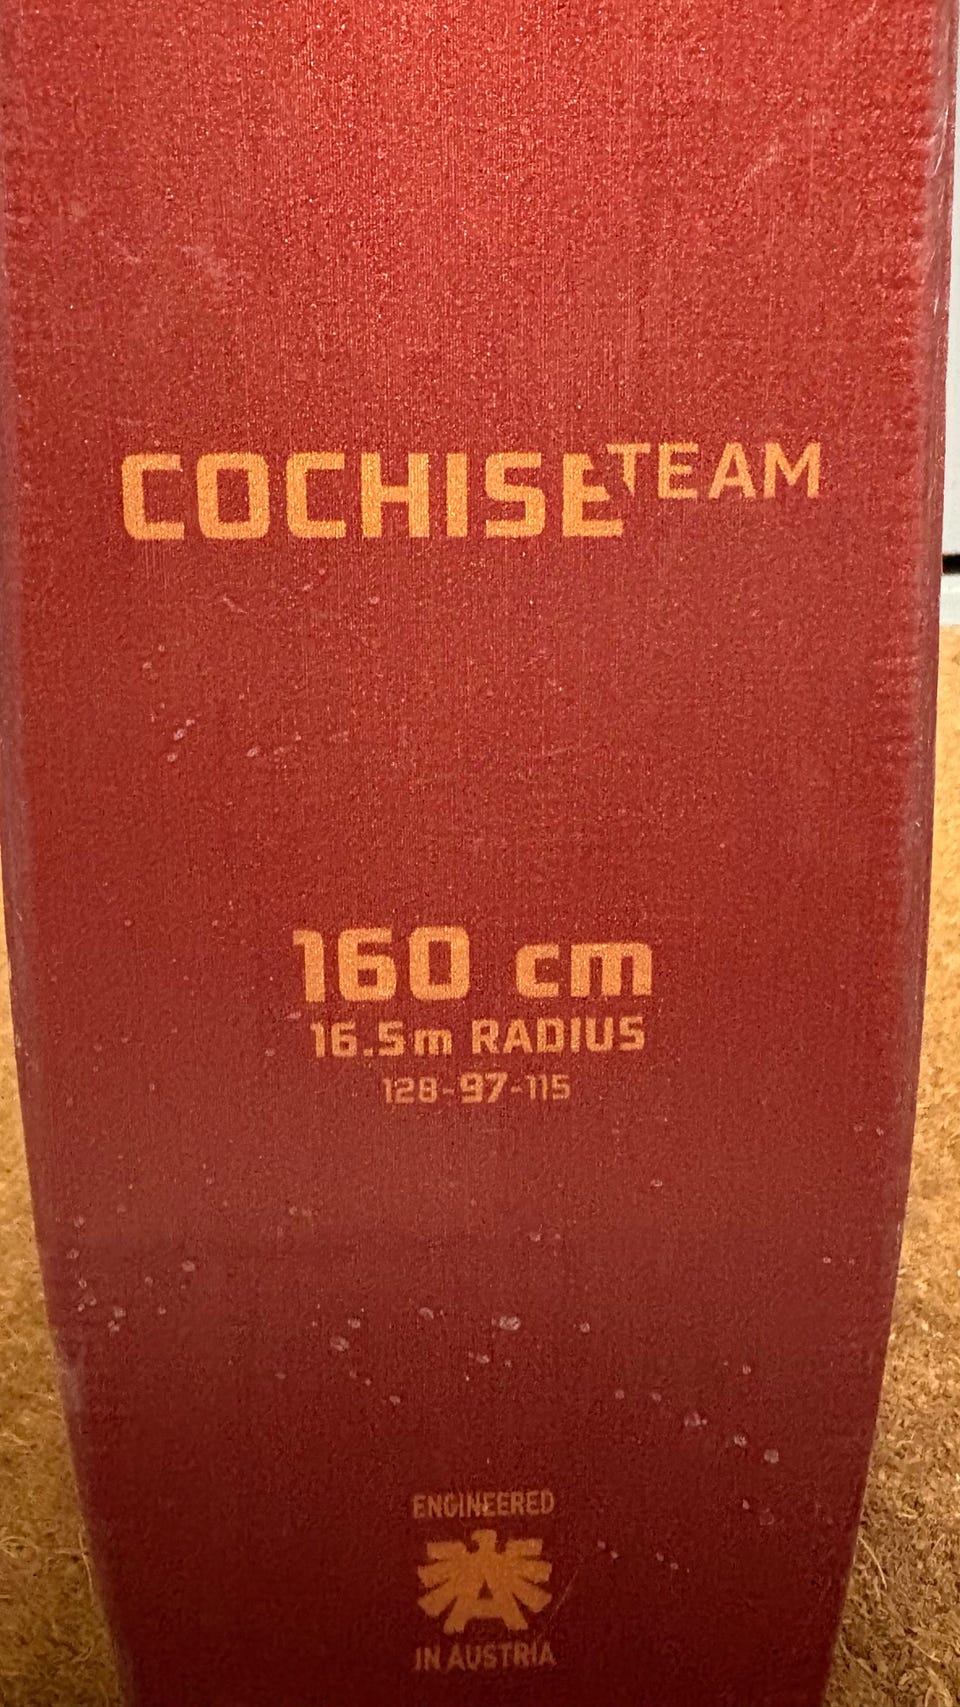 COCHISE TEAM
160 cm
16.5m RADIUS
128-97-115
ENGINEERED
IN AUSTRIA